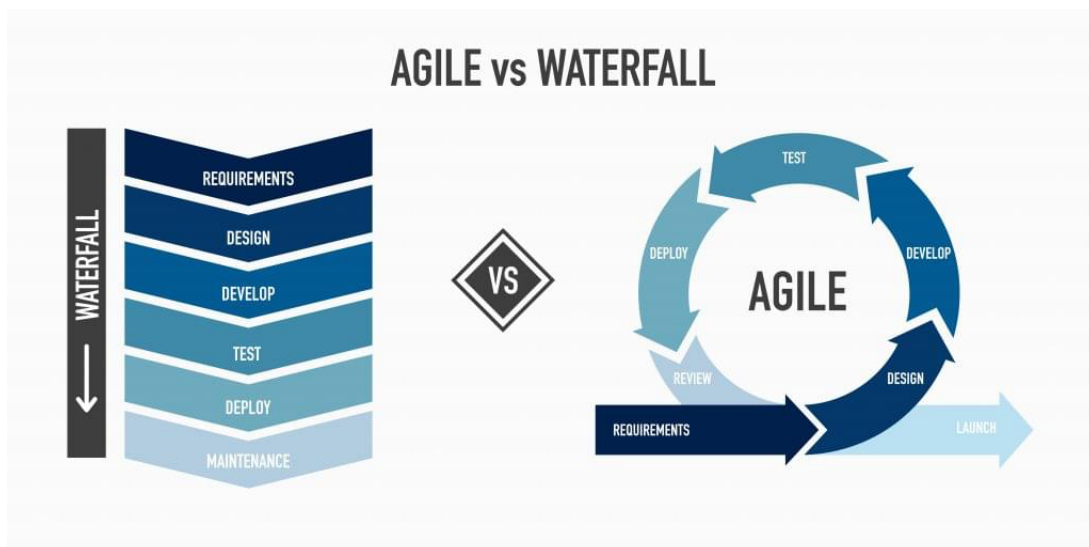 AGILE vs WATERFALL
WATERFALL
REQUIREMENTS
DESIGN
DEVELOP
TEST
DEPLOY
MAINTENANCE
VS
AGILE
REQUIREMENTS
DESIGN
DEVELOP
TEST
DEPLOY
REVIEW
LAUNCH